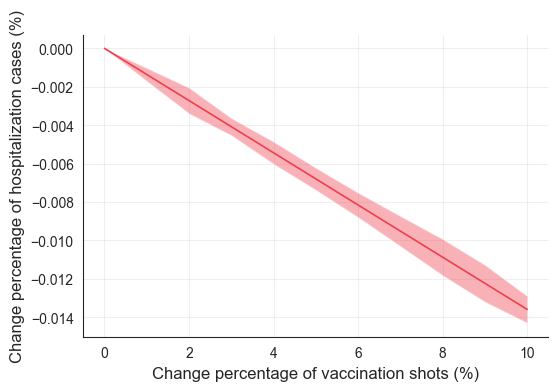 Change percentage of hospitalization cases (%)
0.000
−0.002
−0.004
−0.006
−0.008
−0.010
−0.012
−0.014
0 2 4 6 8 10
Change percentage of vaccination shots (%)